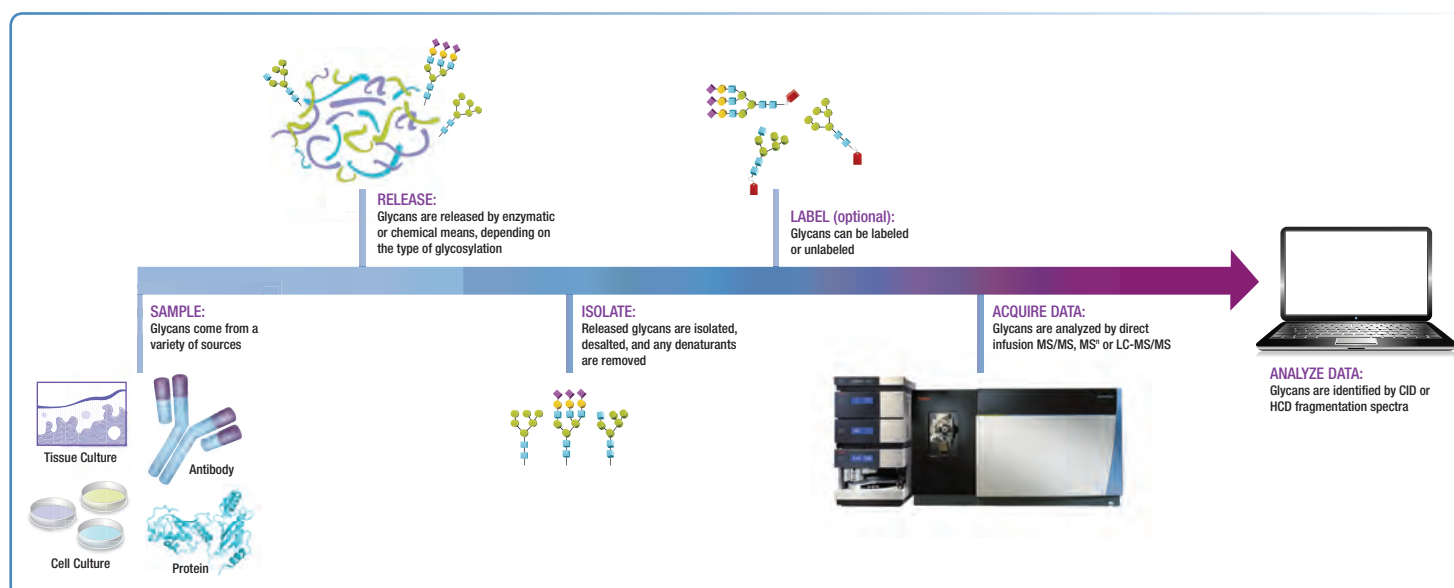 RELEASE:
Glycans are released by enzymatic
or chemical means, depending on
the type of glycosylation
LABEL (optional):
Glycans can be labeled
or unlabeled
SAMPLE:
Glycans come from a
variety of sources
ISOLATE:
Released glycans are isolated,
desalted, and any denaturants
are removed
ACQUIRE DATA:
Glycans are analyzed by direct
infusion MS/MS, MSⁿ or LC-MS/MS
ANALYZE DATA:
Glycans are identified by CID or
HCD fragmentation spectra
Tissue Culture
Antibody
Cell Culture
Protein